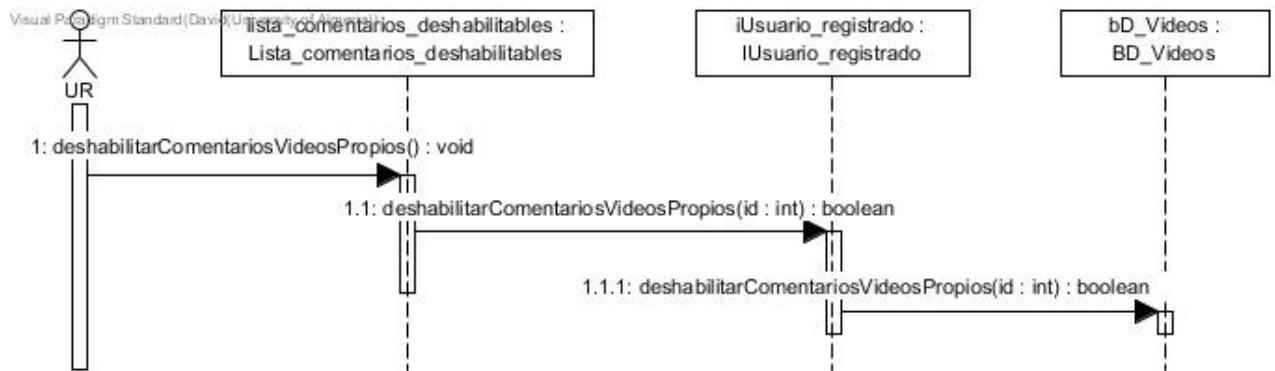 Visual Paradigm Standard(David(University of Almeria))
lista_comentarios_deshabilitables :
Lista_comentarios_deshabilitables
iUsuario_registrado :
IUsuario_registrado
bD_Videos :
BD_Videos
UR
1: deshabilitarComentariosVideosPropios() : void
1.1: deshabilitarComentariosVideosPropios(id : int) : boolean
1.1.1: deshabilitarComentariosVideosPropios(id : int) : boolean